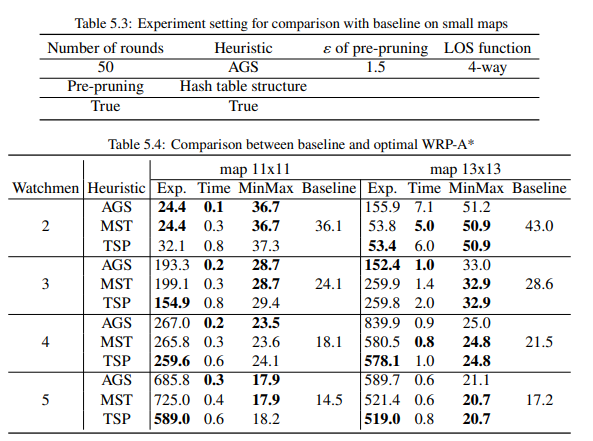 Table 5.3: Experiment setting for comparison with baseline on small maps
Number of rounds Heuristic ε of pre-pruning LOS function
50 AGS 1.5 4-way
Pre-pruning Hash table structure
True True
Table 5.4: Comparison between baseline and optimal WRP-A*
map 11x11 map 13x13
Watchmen Heuristic Exp. Time MinMax Baseline Exp. Time MinMax Baseline
AGS 24.4 0.1 36.7 155.9 7.1 51.2
2 MST 24.4 0.3 36.7 36.1 53.8 5.0 50.9 43.0
TSP 32.1 0.8 37.3 53.4 6.0 50.9
AGS 193.3 0.2 28.7 152.4 1.0 33.0
3 MST 199.1 0.3 28.7 24.1 259.9 1.4 32.9 28.6
TSP 154.9 0.8 29.4 259.8 2.0 32.9
AGS 267.0 0.2 23.5 839.9 0.9 25.0
4 MST 265.8 0.3 23.6 18.1 580.5 0.8 24.8 21.5
TSP 259.6 0.6 24.1 578.1 1.0 24.8
AGS 685.8 0.3 17.9 589.7 0.6 21.1
5 MST 725.0 0.4 17.9 14.5 521.4 0.6 20.7 17.2
TSP 589.0 0.6 18.2 519.0 0.8 20.7